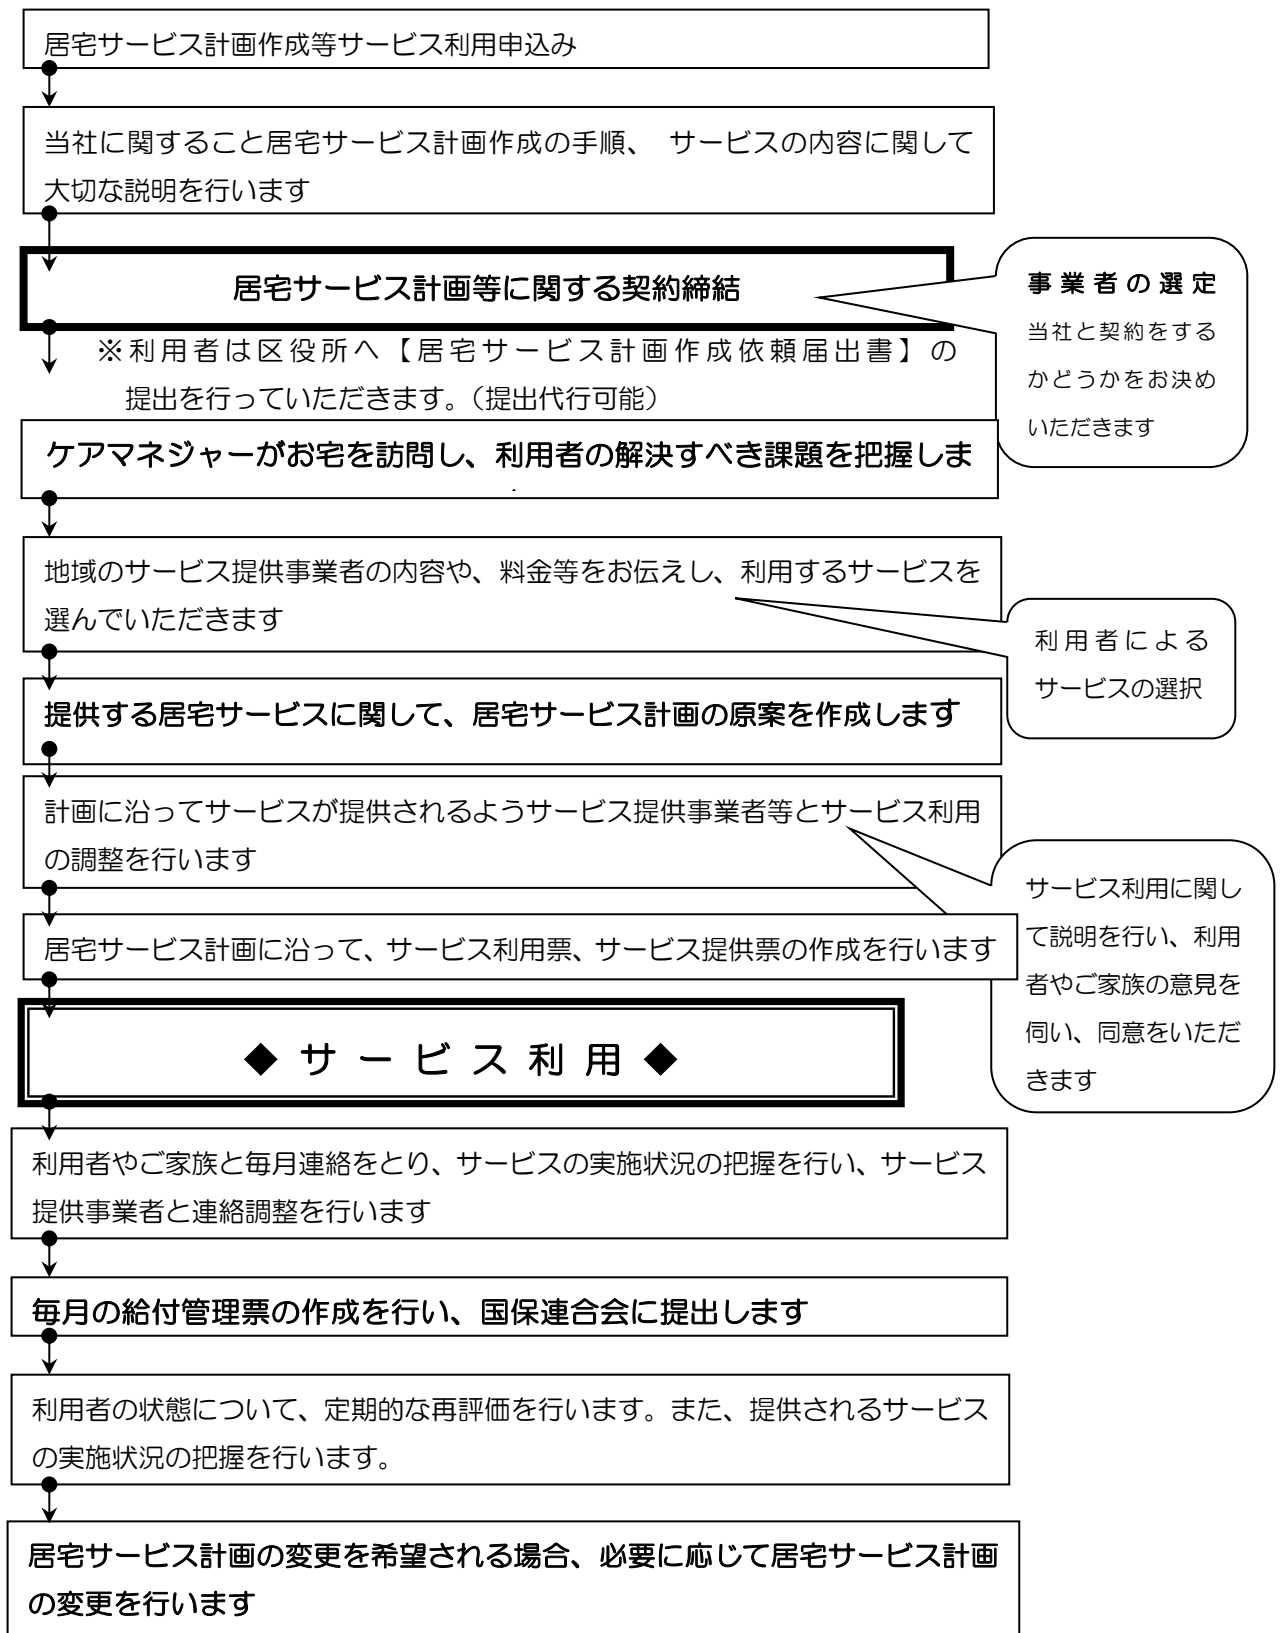 居宅サービス計画作成等サービス利用申込み
当社に関すること居宅サービス計画作成の手順、 サービスの内容に関して
大切な説明を行います
居宅サービス計画等に関する契約締結
事業者の選定
当社と契約をする
かどうかをお決め
いただきます
※利用者は区役所へ【居宅サービス計画作成依頼届出書】の
提出を行っていただきます。（提出代行可能）
ケアマネジャーがお宅を訪問し、利用者の解決すべき課題を把握しま
地域のサービス提供事業者の内容や、料金等をお伝えし、利用するサービスを
選んでいただきます
利用者による
サービスの選択
提供する居宅サービスに関して、居宅サービス計画の原案を作成します
計画に沿ってサービスが提供されるようサービス提供事業者等とサービス利用
の調整を行います
サービス利用に関し
て説明を行い、利用
者やご家族の意見を
伺い、同意をいただ
きます
居宅サービス計画に沿って、サービス利用票、サービス提供票の作成を行います
◆ サ ー ビ ス 利 用 ◆
利用者やご家族と毎月連絡をとり、サービスの実施状況の把握を行い、サービス
提供事業者と連絡調整を行います
毎月の給付管理票の作成を行い、国保連合会に提出します
利用者の状態について、定期的な再評価を行います。また、提供されるサービス
の実施状況の把握を行います。
居宅サービス計画の変更を希望される場合、必要に応じて居宅サービス計画
の変更を行います